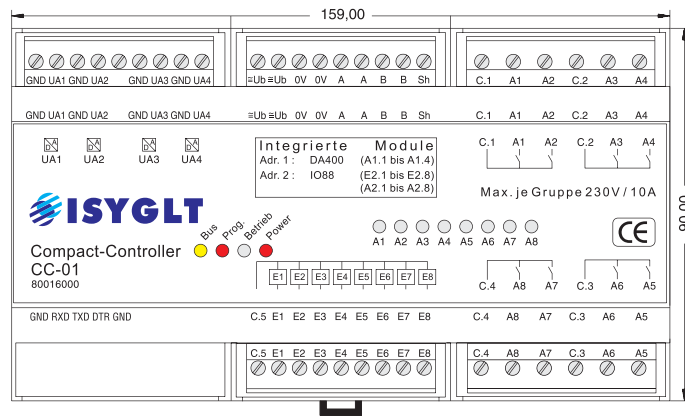 159,00
GND UA1 GND UA2 GND UA3 GND UA4
≅Ub ≅Ub 0V 0V A A B B Sh
C.1 A1 A2 C.2 A3 A4
GND UA1 GND UA2 GND UA3 GND UA4
≅Ub ≅Ub 0V 0V A A B B Sh
C.1 A1 A2 C.2 A3 A4
D A D A D A D A
UA1 UA2 UA3 UA4
Integrierte Module
Adr. 1 : DA400 (A1.1 bis A1.4)
Adr. 2 : IO88 (E2.1 bis E2.8)
(A2.1 bis A2.8)
C.1 A1 A2 C.2 A3 A4
Max. je Gruppe 230V / 10A
90,00
ISYGLT
Compact-Controller
CC-01
80016000
Bus Prog. Betrieb Power
A1 A2 A3 A4 A5 A6 A7 A8
CE
E1 E2 E3 E4 E5 E6 E7 E8
C.4 A8 A7 C.3 A6 A5
GND RXD TXD DTR GND
C.5 E1 E2 E3 E4 E5 E6 E7 E8
C.4 A8 A7 C.3 A6 A5
C.5 E1 E2 E3 E4 E5 E6 E7 E8
C.4 A8 A7 C.3 A6 A5